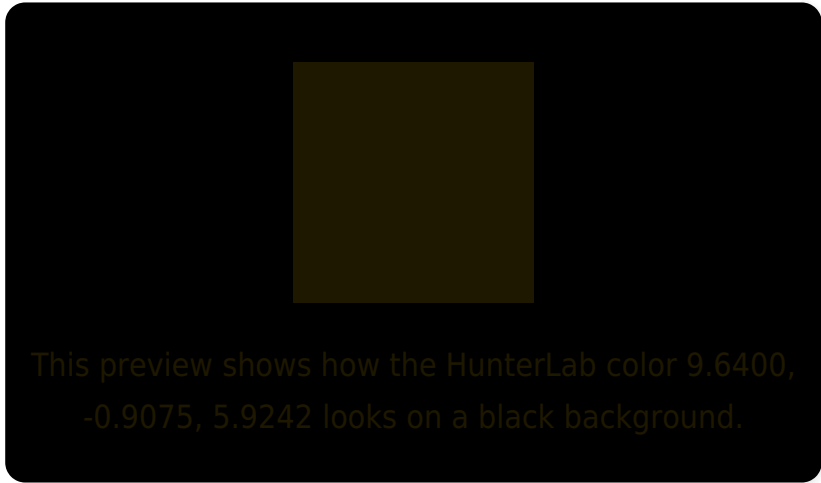 This preview shows how the HunterLab color 9.6400,
-0.9075, 5.9242 looks on a black background.